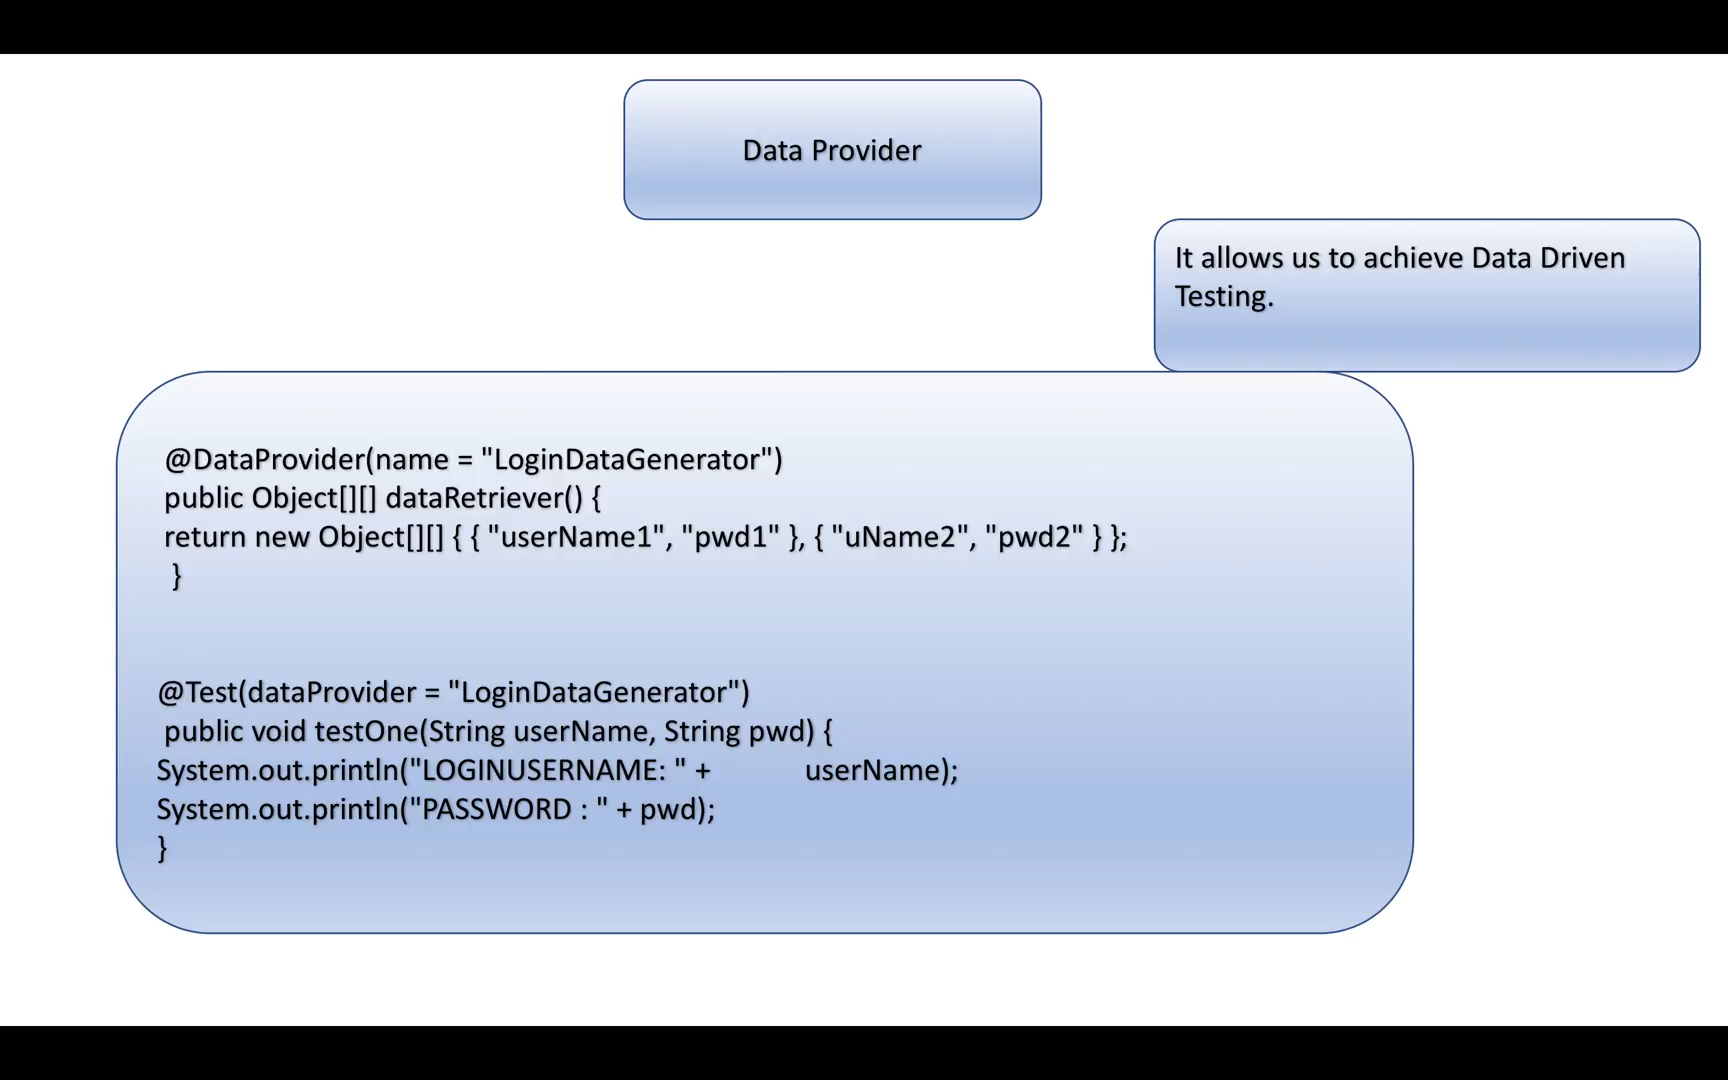 Data Provider
It allows us to achieve Data Driven
Testing.
@DataProvider(name = "LoginDataGenerator")
public Object[][] dataRetriever() {
return new Object[][] { { "userName1", "pwd1" }, { "uName2", "pwd2" } };
}
@Test(dataProvider = "LoginDataGenerator")
public void testOne(String userName, String pwd) {
System.out.println("LOGINUSERNAME: " + userName);
System.out.println("PASSWORD : " + pwd);
}